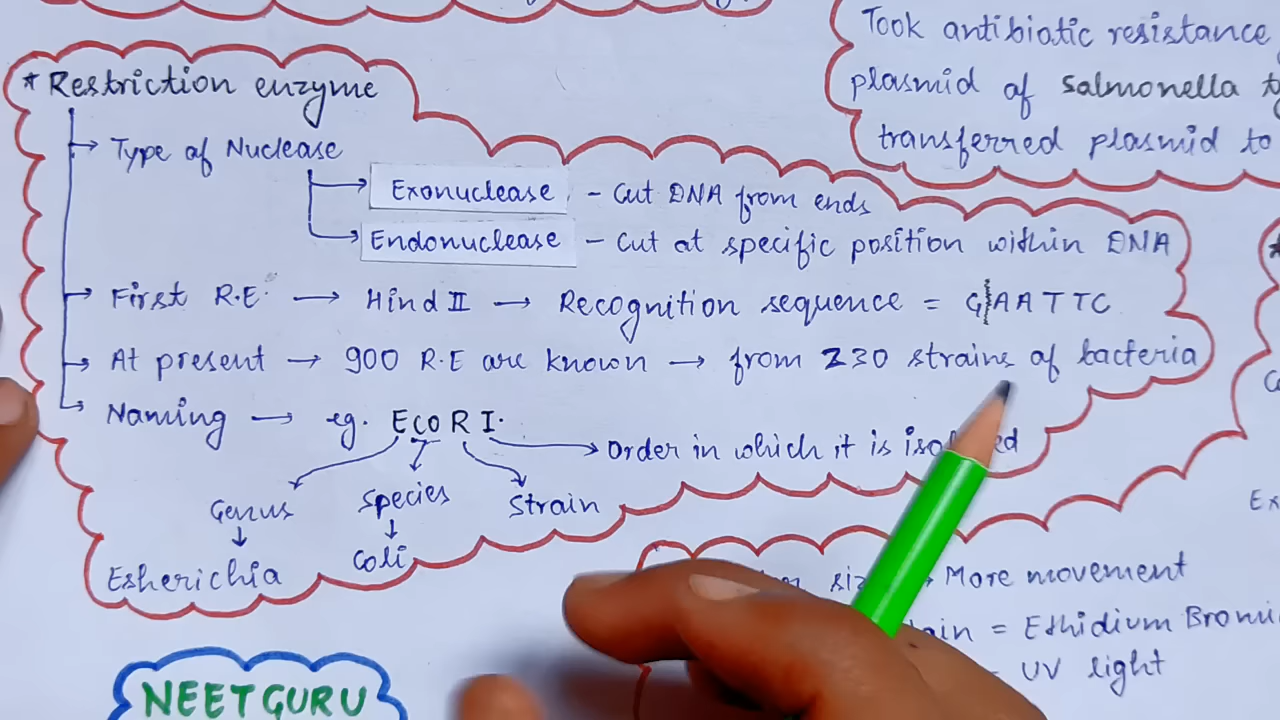 Took antibiotic resistance
plasmid of Salmonella
transferred plasmid to
* Restriction enzyme
Type of Nuclease
Exonuclease - Cut DNA from ends
Endonuclease - Cut at specific position within DNA
First R.E. → Hind II → Recognition sequence = G|AATTC
At present → 900 R.E are known → from 230 strains of bacteria
Naming → eg. EcoRI.
Order in which it is
Genus Species Strain
Esherichia Coli
More movement
= Ethidium
UV light
NEETGURU